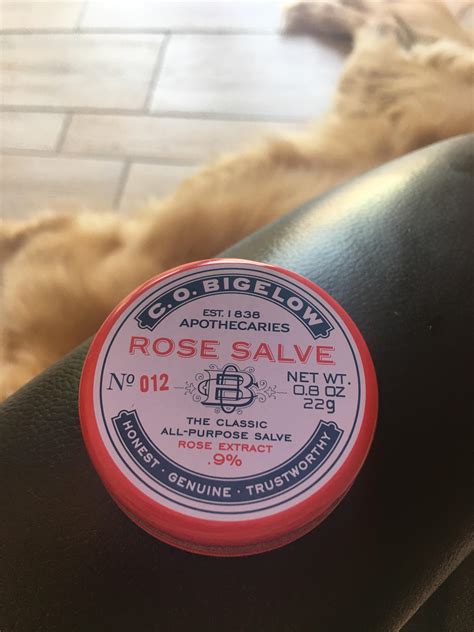 C.O. BIGELOW
EST. 1838
APOTHECARIES
ROSE SALVE
Nº 012
CB
NET WT.
0.8 OZ
22g
THE CLASSIC
ALL-PURPOSE SALVE
ROSE EXTRACT
.9%
HONEST · GENUINE · TRUSTWORTHY